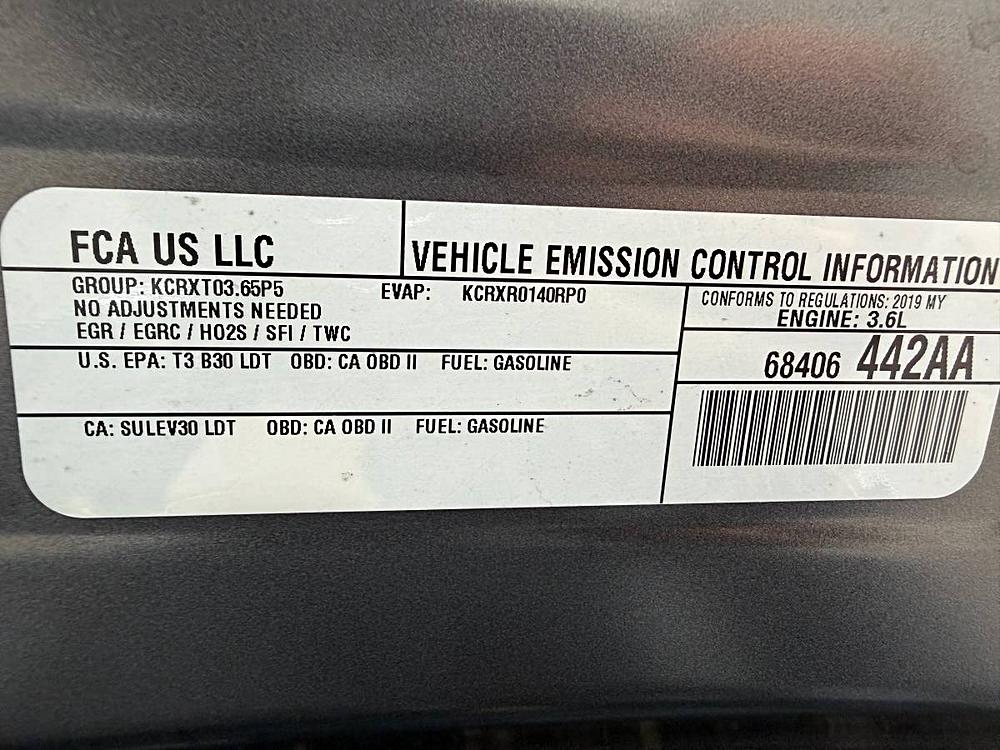 FCA US LLC
VEHICLE EMISSION CONTROL INFORMATION
GROUP: KCRXT03.65P5 EVAP: KCRXR0140RP0
NO ADJUSTMENTS NEEDED
EGR / EGRC / HO2S / SFI / TWC
CONFORMS TO REGULATIONS: 2019 MY
ENGINE: 3.6L
U.S. EPA: T3 B30 LDT OBD: CA OBD II FUEL: GASOLINE
68406 442AA
CA: SULEV30 LDT OBD: CA OBD II FUEL: GASOLINE